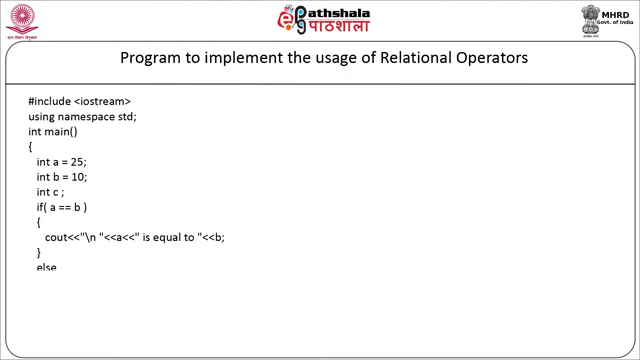 ePathshala
पाठशाला
MHRD
Govt. of India
Program to implement the usage of Relational Operators
#include <iostream>
using namespace std;
int main()
{
int a = 25;
int b = 10;
int c ;
if( a == b )
{
cout<<"\n "<<a<<" is equal to "<<b;
}
else